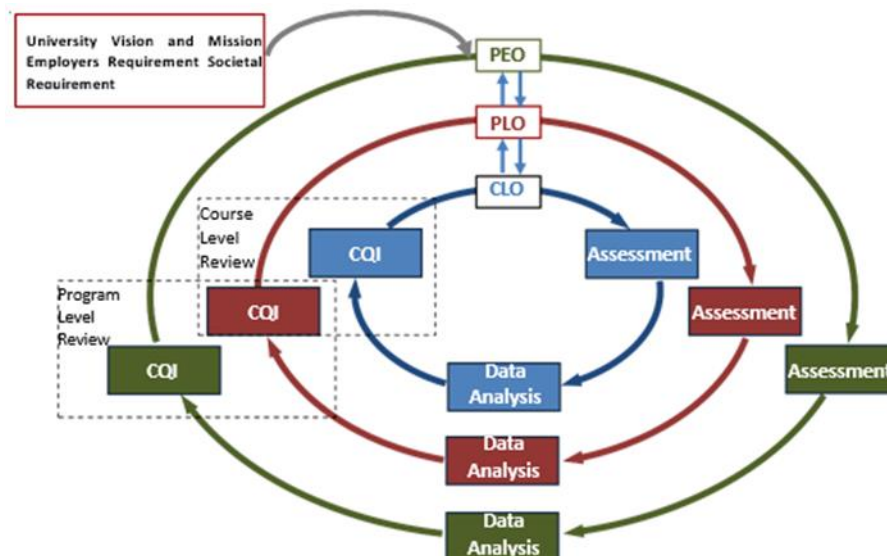 University Vision and Mission
Employers Requirement Societal
Requirement
PEO
PLO
CLO
Course
Level
Review
CQI
Assessment
Program
Level
Review
CQI
Assessment
CQI
Assessment
Data
Analysis
Data
Analysis
Data
Analysis